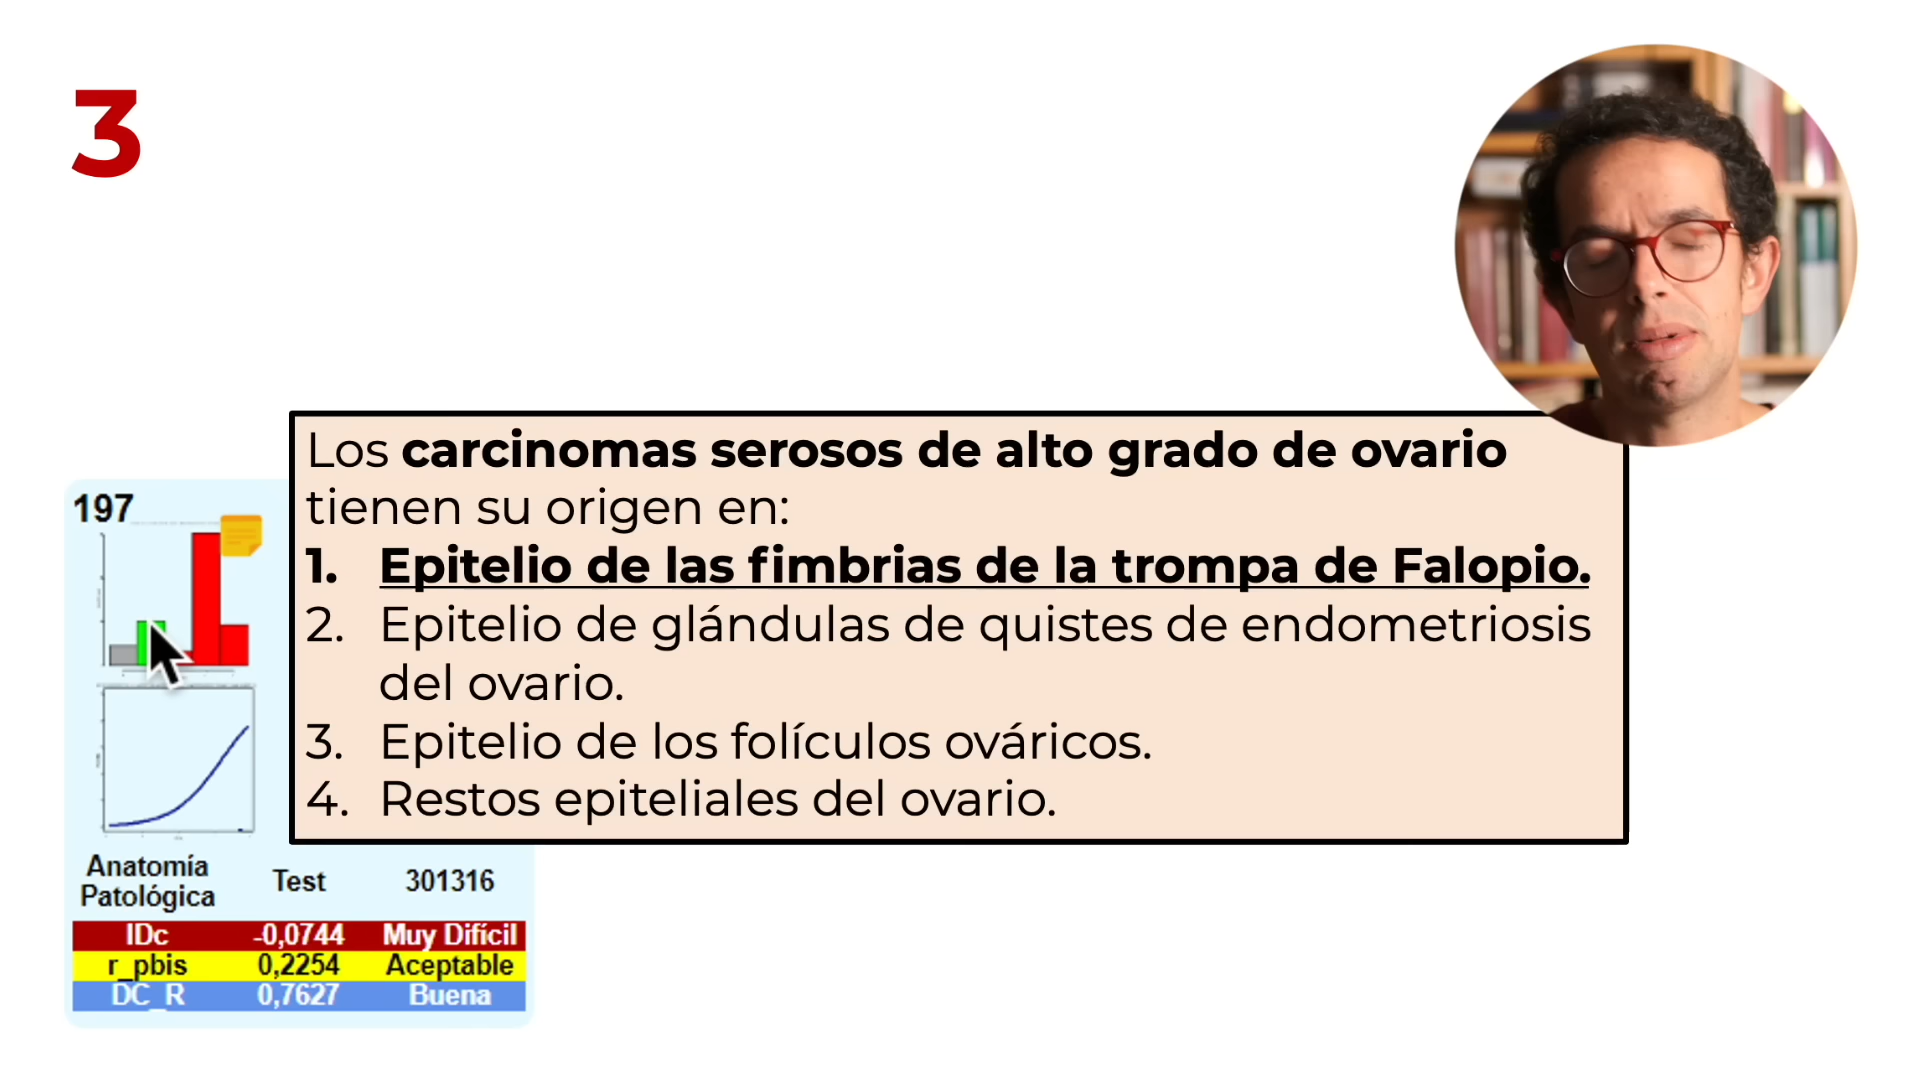 3
Los carcinomas serosos de alto grado de ovario
tienen su origen en:
1. Epitelio de las fimbrias de la trompa de Falopio.
2. Epitelio de glándulas de quistes de endometriosis
del ovario.
3. Epitelio de los folículos ováricos.
4. Restos epiteliales del ovario.
197
Anatomía
Patológica
Test
301316
IDc -0,0744 Muy Difícil
r_pbis 0,2254 Aceptable
DC_R 0,7627 Buena